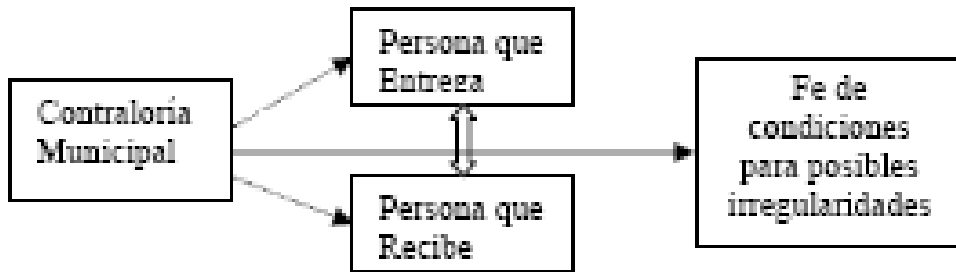 Contraloría
Municipal
Persona que
Entrega
Persona que
Recibe
Fe de
condiciones
para posibles
irregularidades